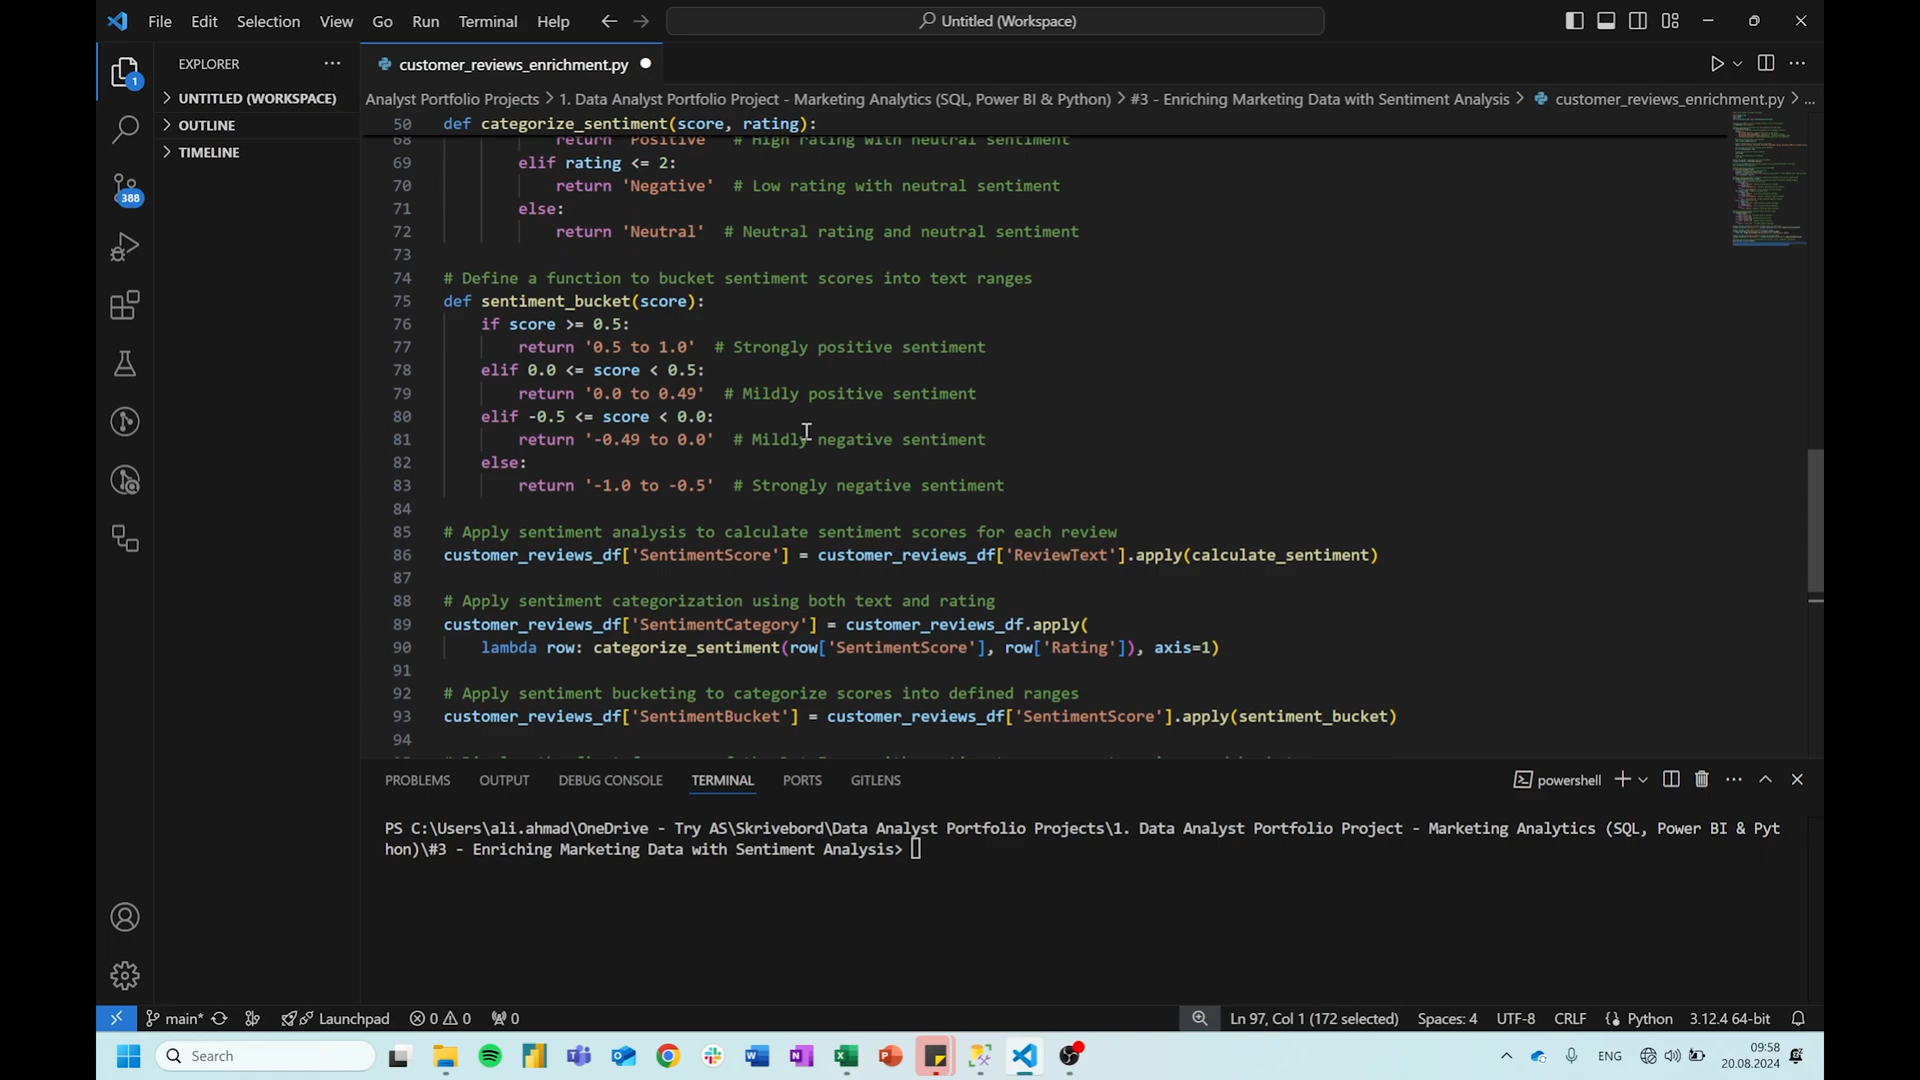 File Edit Selection View Go Run Terminal Help
Untitled (Workspace)
EXPLORER
UNTITLED (WORKSPACE)
OUTLINE
TIMELINE
1
388
customer_reviews_enrichment.py
Analyst Portfolio Projects > 1. Data Analyst Portfolio Project - Marketing Analytics (SQL, Power BI & Python) > #3 - Enriching Marketing Data with Sentiment Analysis > customer_reviews_enrichment.py > ...
50 def categorize_sentiment(score, rating):
68 return 'Positive' # High rating with neutral sentiment
69 elif rating <= 2:
70 return 'Negative' # Low rating with neutral sentiment
71 else:
72 return 'Neutral' # Neutral rating and neutral sentiment
73
74 # Define a function to bucket sentiment scores into text ranges
75 def sentiment_bucket(score):
76 if score >= 0.5:
77 return '0.5 to 1.0' # Strongly positive sentiment
78 elif 0.0 <= score < 0.5:
79 return '0.0 to 0.49' # Mildly positive sentiment
80 elif -0.5 <= score < 0.0:
81 return '-0.49 to 0.0' # Mildly negative sentiment
82 else:
83 return '-1.0 to -0.5' # Strongly negative sentiment
84
85 # Apply sentiment analysis to calculate sentiment scores for each review
86 customer_reviews_df['SentimentScore'] = customer_reviews_df['ReviewText'].apply(calculate_sentiment)
87
88 # Apply sentiment categorization using both text and rating
89 customer_reviews_df['SentimentCategory'] = customer_reviews_df.apply(
90 lambda row: categorize_sentiment(row['SentimentScore'], row['Rating']), axis=1)
91
92 # Apply sentiment bucketing to categorize scores into defined ranges
93 customer_reviews_df['SentimentBucket'] = customer_reviews_df['SentimentScore'].apply(sentiment_bucket)
94
PROBLEMS OUTPUT DEBUG CONSOLE TERMINAL PORTS GITLENS
powershell
PS C:\Users\ali.ahmad\OneDrive - Try AS\Skrivebord\Data Analyst Portfolio Projects\1. Data Analyst Portfolio Project - Marketing Analytics (SQL, Power BI & Pyt
hon)\#3 - Enriching Marketing Data with Sentiment Analysis>
main* Launchpad 0 0 0
Ln 97, Col 1 (172 selected) Spaces: 4 UTF-8 CRLF Python 3.12.4 64-bit
Search
ENG
09:58
20.08.2024